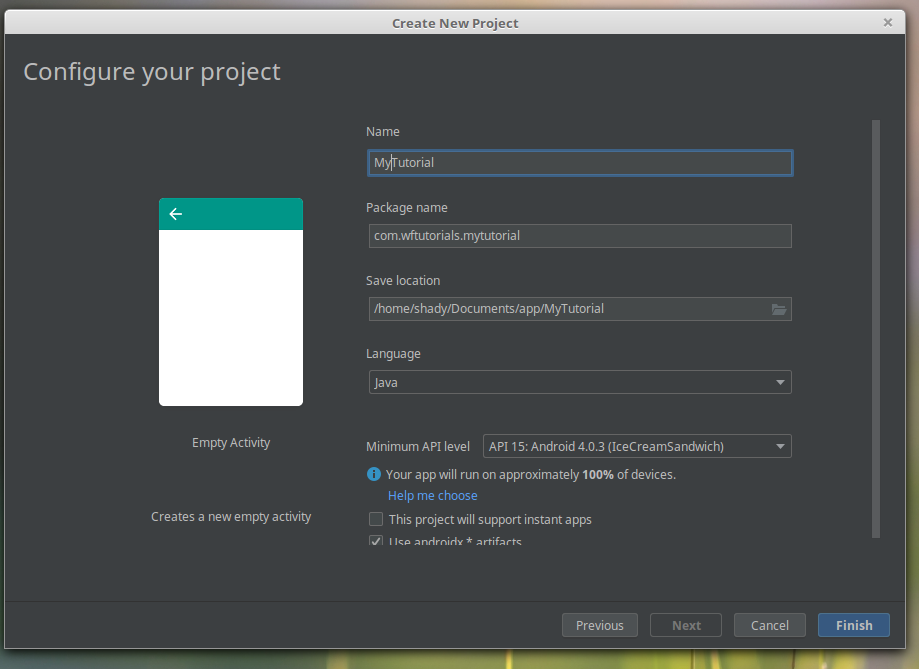 Create New Project
Configure your project
Name
MyTutorial
Package name
com.wftutorials.mytutorial
Save location
/home/shady/Documents/app/MyTutorial
Language
Java
Empty Activity
Minimum API level API 15: Android 4.0.3 (IceCreamSandwich)
Your app will run on approximately 100% of devices.
Help me choose
Creates a new empty activity
This project will support instant apps
Use androidx.* artifacts
Previous Next Cancel Finish